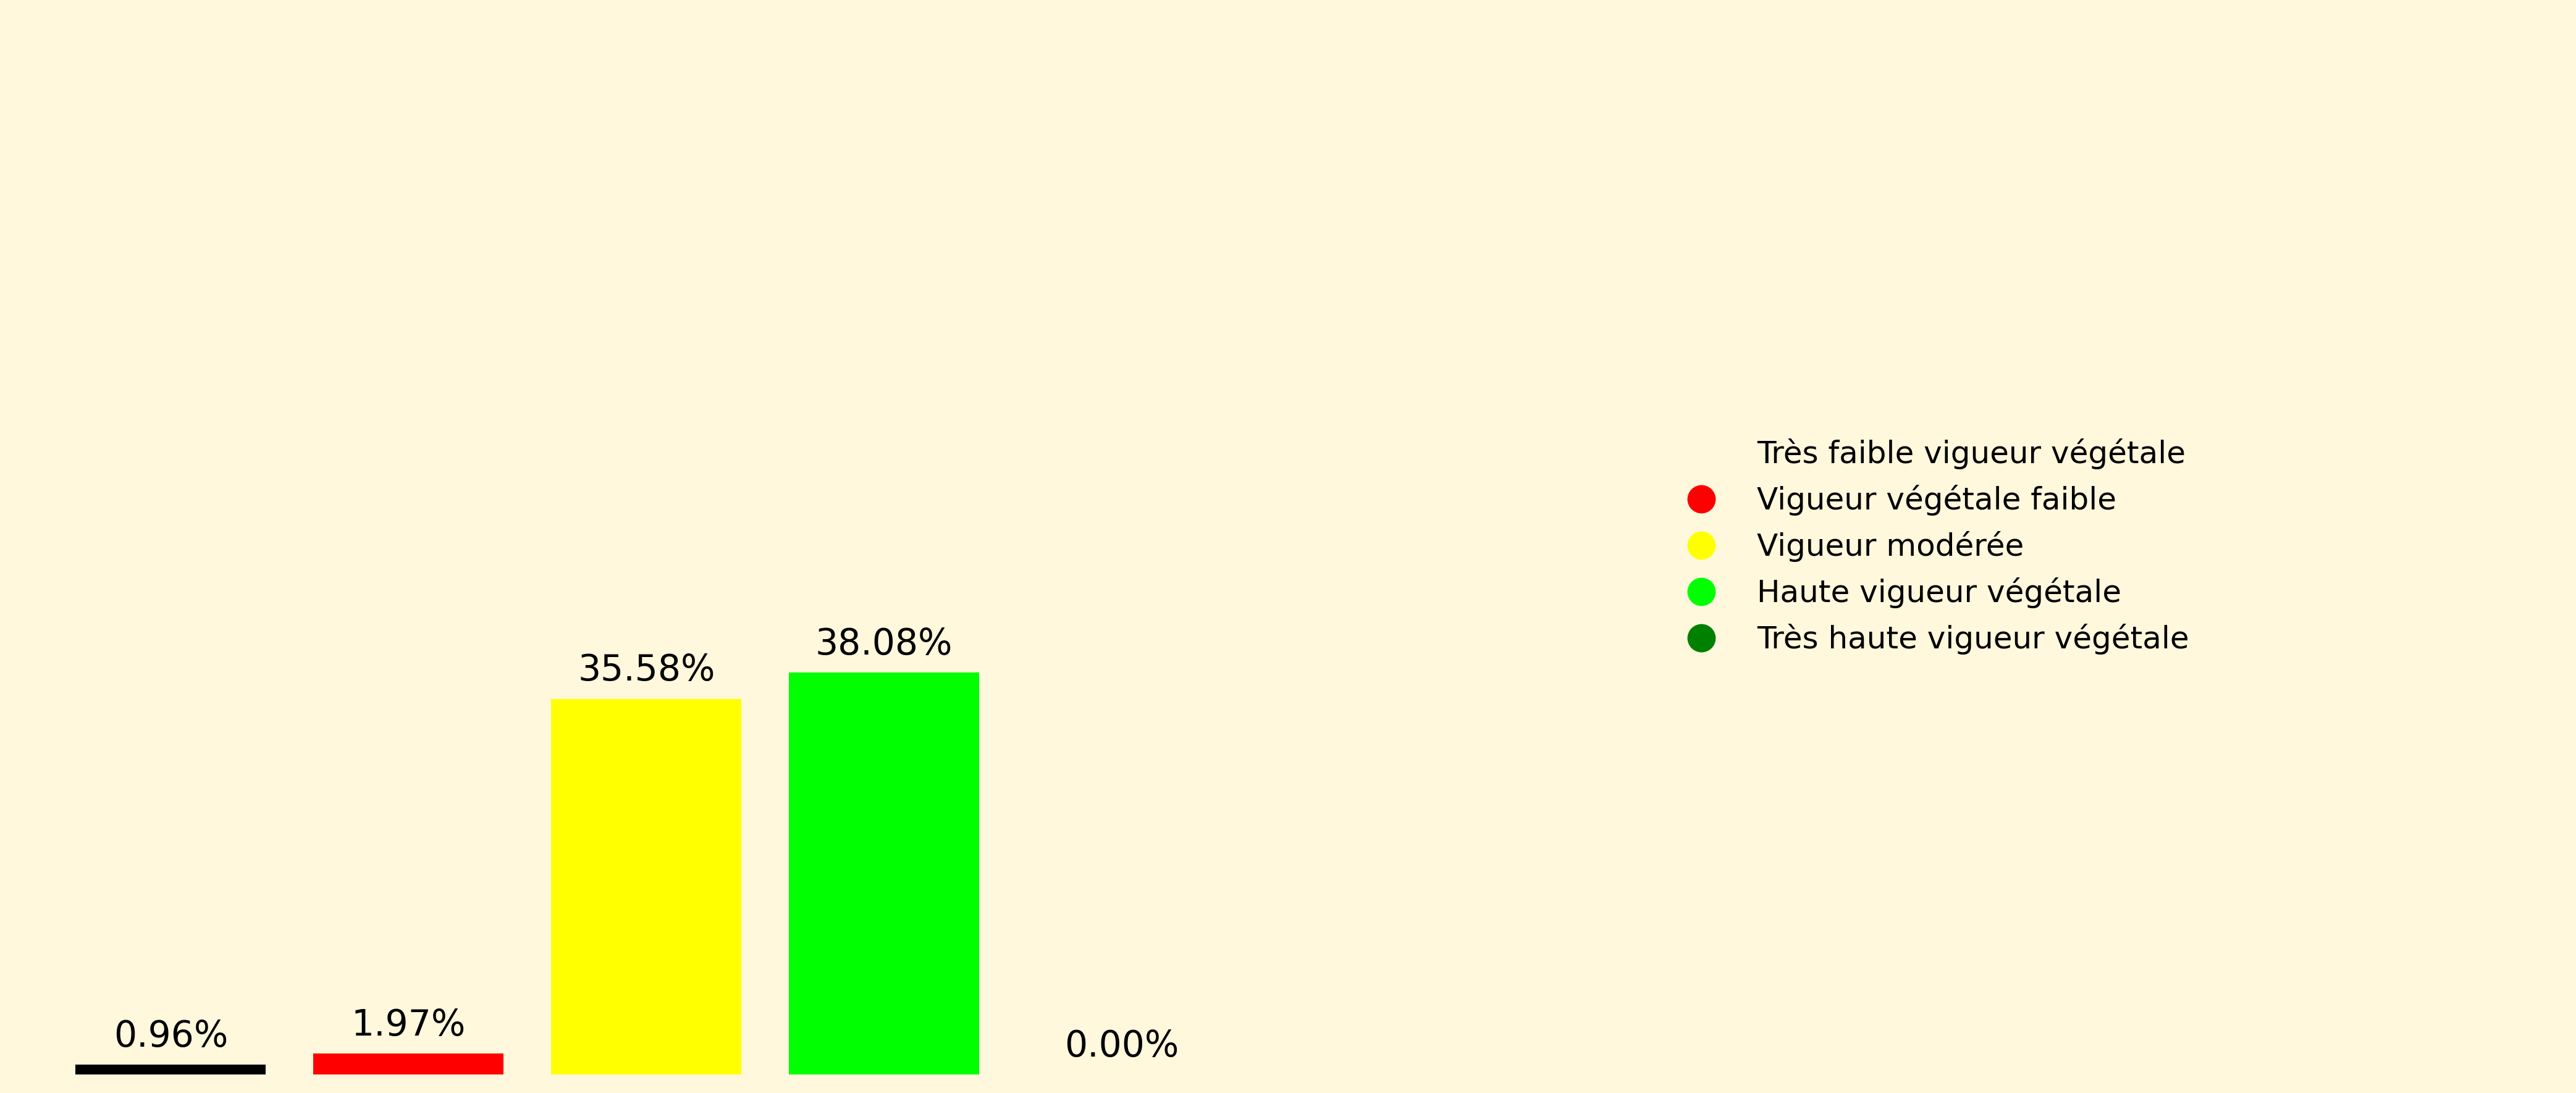 38.08%
35.58%
1.97%
0.96%
0.00%
Très faible vigueur végétale
Vigueur végétale faible
Vigueur modérée
Haute vigueur végétale
Très haute vigueur végétale